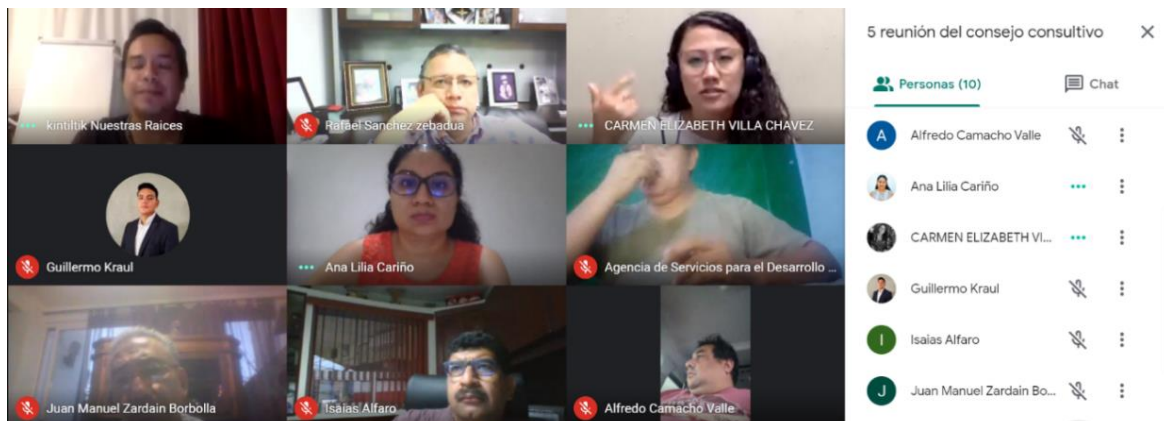 kintiltik Nuestras Raices
Rafael Sanchez zebadua
CARMEN ELIZABETH VILLA CHAVEZ
Guillermo Kraul
Ana Lilia Cariño
Agencia de Servicios para el Desarrollo ...
Juan Manuel Zardain Borbolla
Isaias Alfaro
Alfredo Camacho Valle
5 reunión del consejo consultivo
Personas (10)
Chat
A Alfredo Camacho Valle
Ana Lilia Cariño
CARMEN ELIZABETH VI...
Guillermo Kraul
I Isaias Alfaro
J Juan Manuel Zardain Bo...